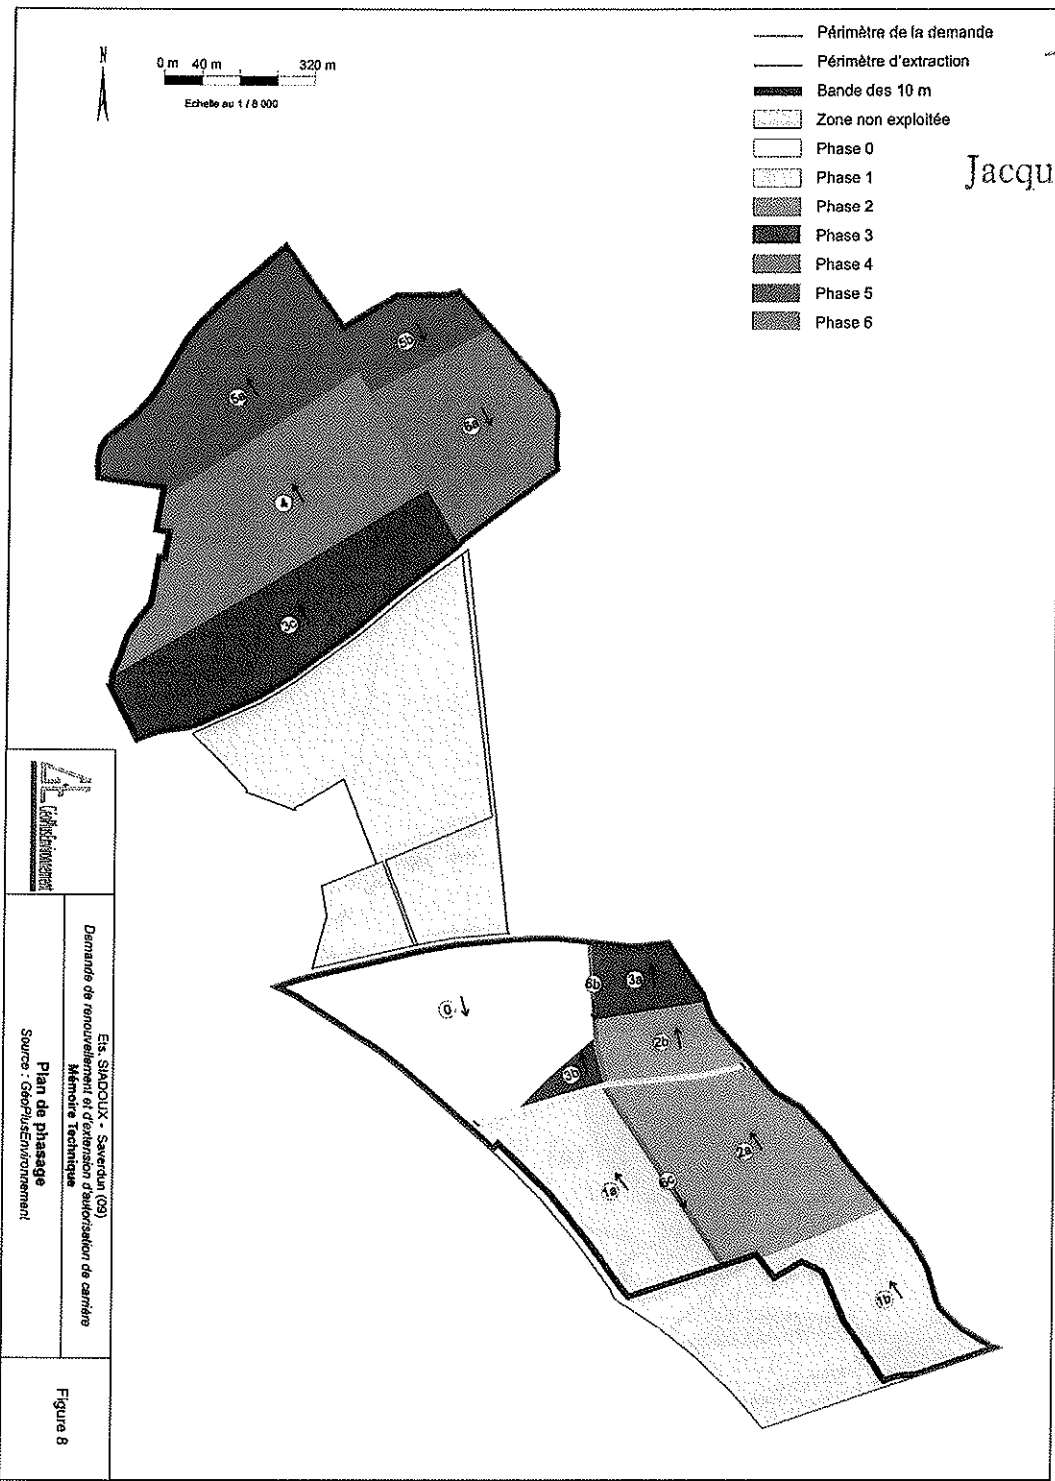 N
0 m 40 m 320 m
Echelle au 1 / 8 000
Périmètre de la demande
Périmètre d'extraction
Bande des 10 m
Zone non exploitée
Phase 0
Phase 1
Phase 2
Phase 3
Phase 4
Phase 5
Phase 6
Jacqu
5b
5a
6a
4
3c
0
6b
3a
2b
3b
2a
1a
6c
1b
GéoPlusEnvironnement
Ets. SIADOUX - Saverdun (09)
Demande de renouvellement et d'extension d'autorisation de carrière
Mémoire Technique
Plan de phasage
Source : GéoPlusEnvironnement
Figure 8